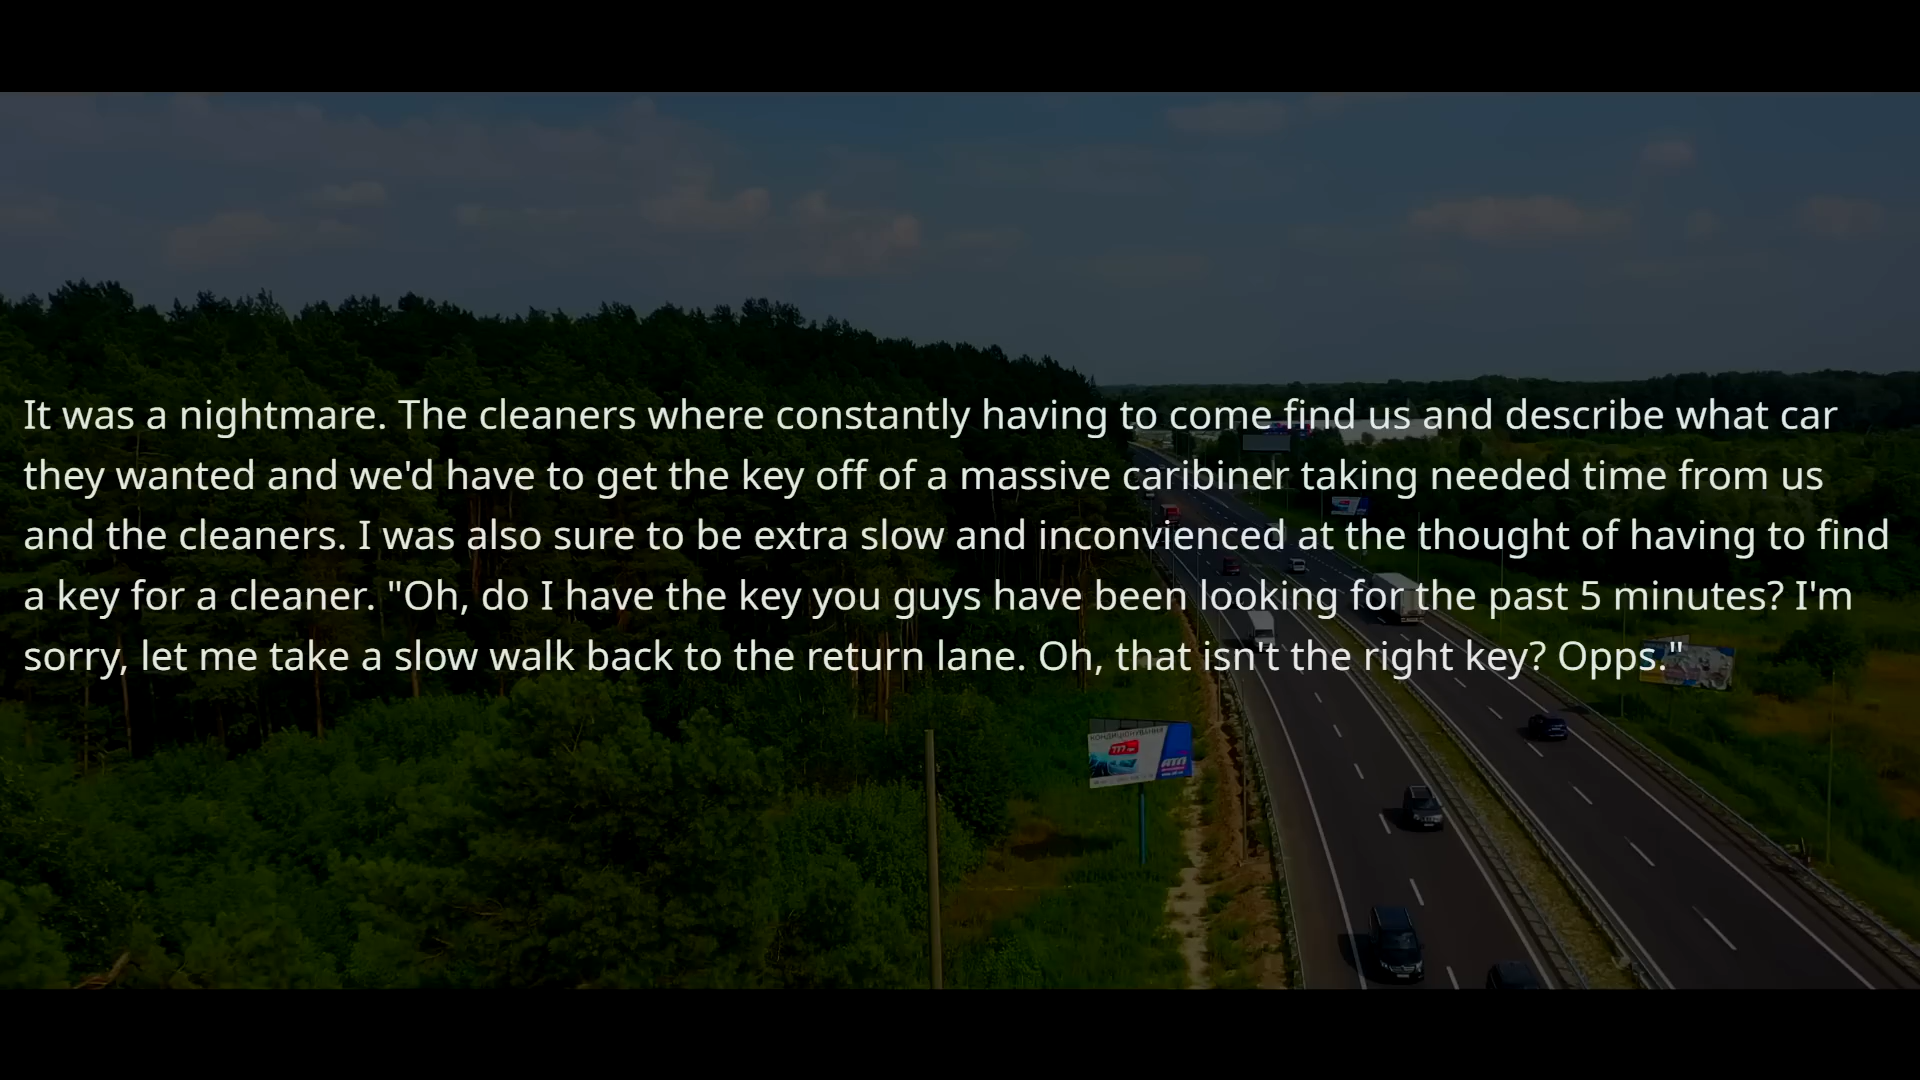 It was a nightmare. The cleaners where constantly having to come find us and describe what car
they wanted and we'd have to get the key off of a massive caribiner taking needed time from us
and the cleaners. I was also sure to be extra slow and inconvienced at the thought of having to find
a key for a cleaner. "Oh, do I have the key you guys have been looking for the past 5 minutes? I'm
sorry, let me take a slow walk back to the return lane. Oh, that isn't the right key? Opps."
КОНДИЦІОНУВАННЯ
777
АТЛ